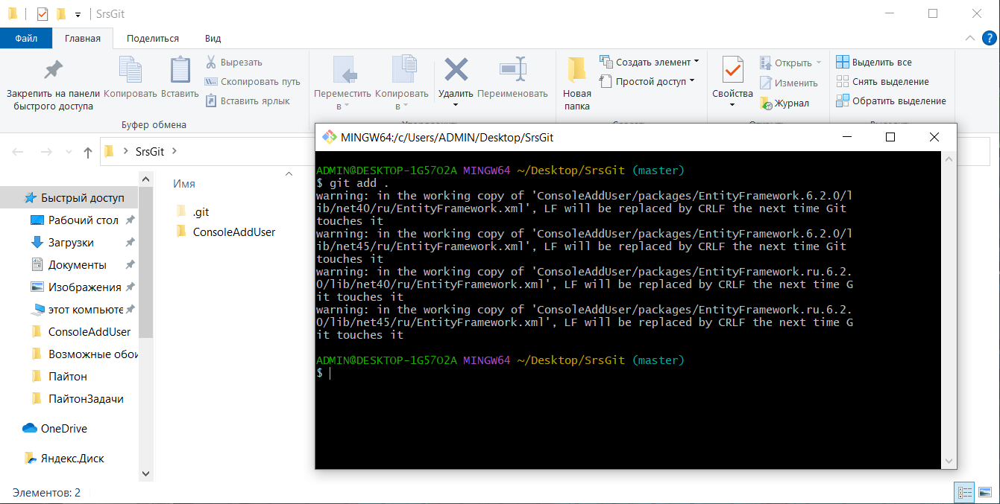 SrsGit
Файл Главная Поделиться Вид
Закрепить на панели быстрого доступа
Копировать
Вставить
Вырезать
Скопировать путь
Вставить ярлык
Буфер обмена
Переместить в
Копировать в
Удалить
Переименовать
Новая папка
Создать элемент
Простой доступ
Свойства
Открыть
Изменить
Журнал
Выделить все
Снять выделение
Обратить выделение
SrsGit
Быстрый доступ
Рабочий стол
Загрузки
Документы
Изображения
этот компьюте
ConsoleAddUser
Возможные обои
Пайтон
ПайтонЗадачи
OneDrive
Яндекс.Диск
Имя
.git
ConsoleAddUser
Элементов: 2
MINGW64:/c/Users/ADMIN/Desktop/SrsGit
ADMIN@DESKTOP-1G57O2A MINGW64 ~/Desktop/SrsGit (master)
$ git add .
warning: in the working copy of 'ConsoleAddUser/packages/EntityFramework.6.2.0/l
ib/net40/ru/EntityFramework.xml', LF will be replaced by CRLF the next time Git
touches it
warning: in the working copy of 'ConsoleAddUser/packages/EntityFramework.6.2.0/l
ib/net45/ru/EntityFramework.xml', LF will be replaced by CRLF the next time Git
touches it
warning: in the working copy of 'ConsoleAddUser/packages/EntityFramework.ru.6.2.
0/lib/net40/ru/EntityFramework.xml', LF will be replaced by CRLF the next time G
it touches it
warning: in the working copy of 'ConsoleAddUser/packages/EntityFramework.ru.6.2.
0/lib/net45/ru/EntityFramework.xml', LF will be replaced by CRLF the next time G
it touches it
ADMIN@DESKTOP-1G57O2A MINGW64 ~/Desktop/SrsGit (master)
$